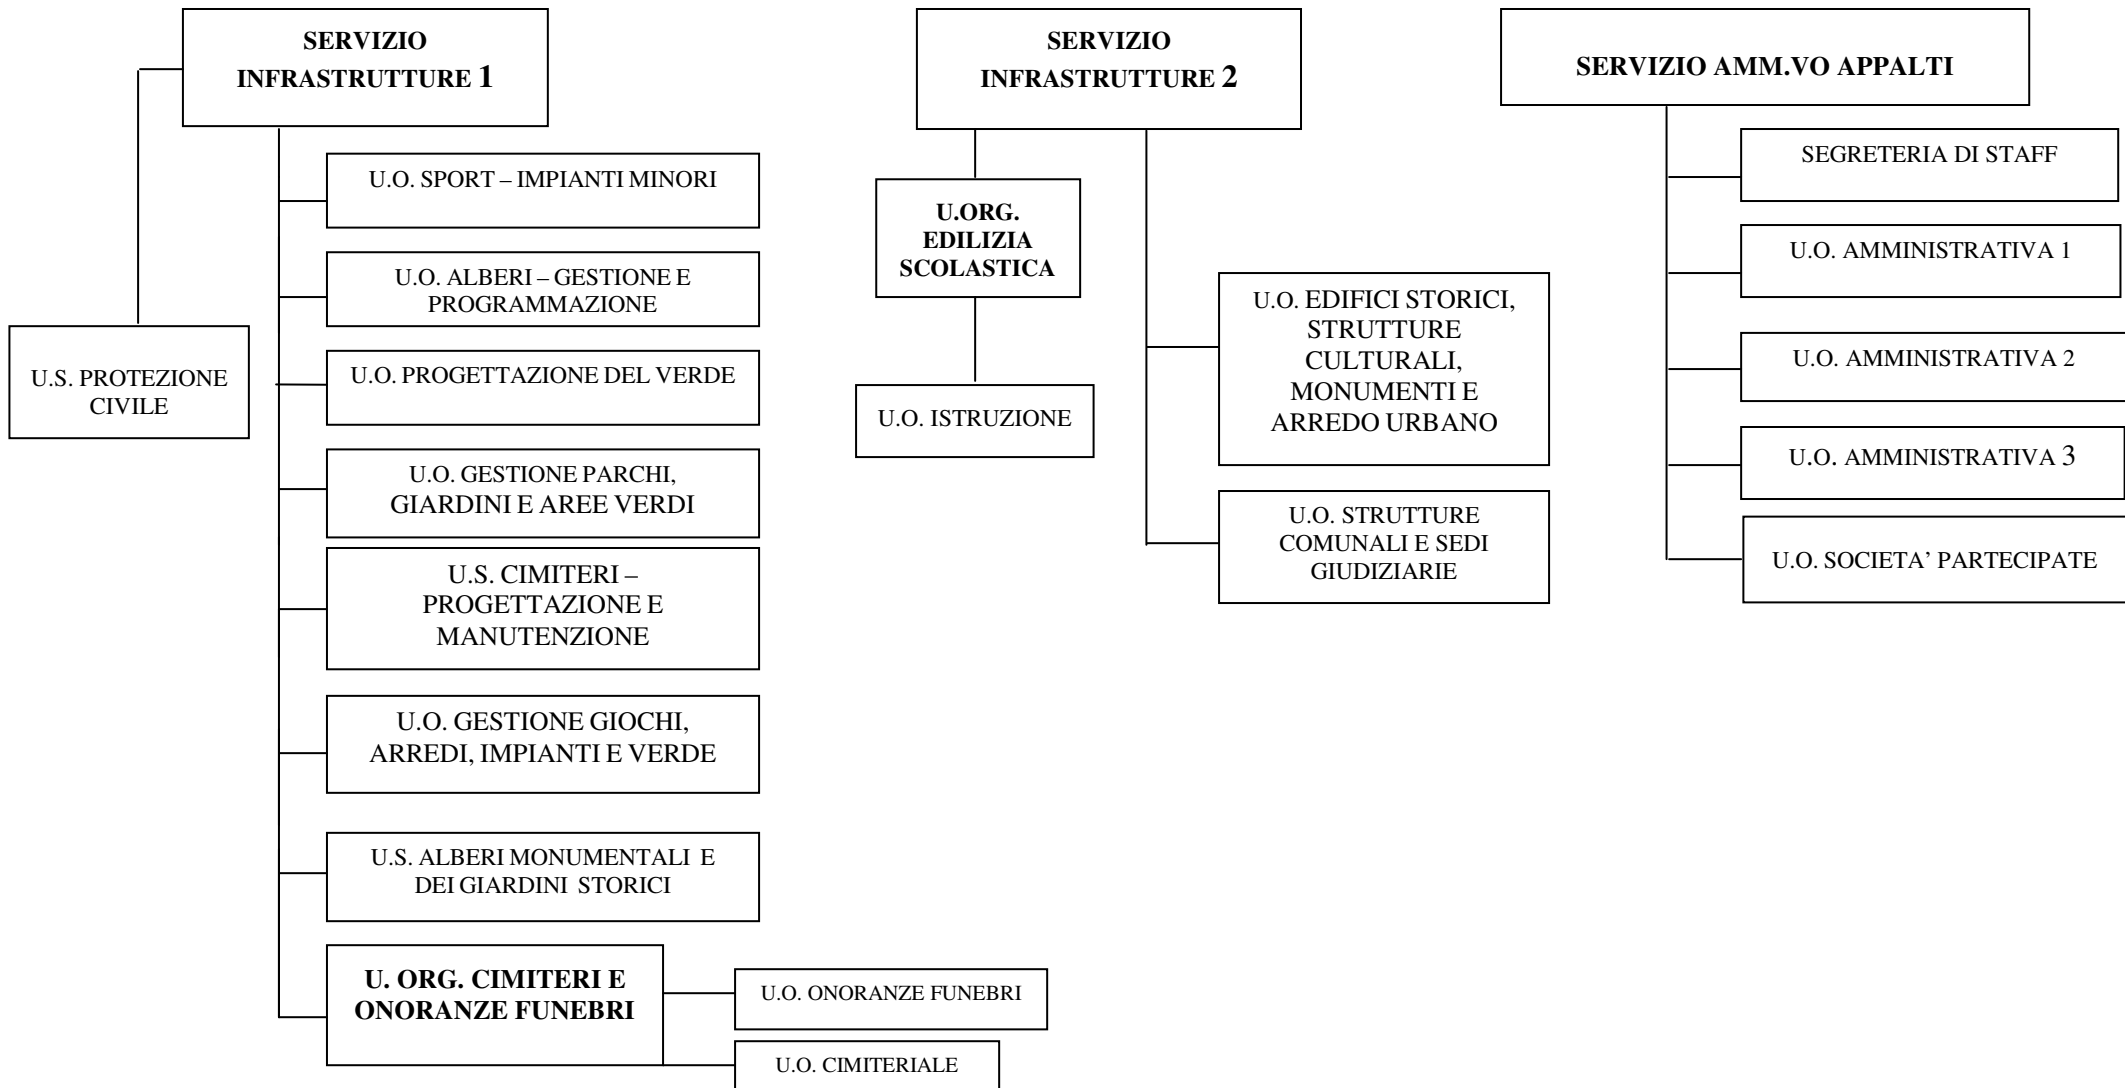 SERVIZIO
INFRASTRUTTURE 1
U.S. PROTEZIONE
CIVILE
U.O. SPORT – IMPIANTI MINORI
U.O. ALBERI – GESTIONE E
PROGRAMMAZIONE
U.O. PROGETTAZIONE DEL VERDE
U.O. GESTIONE PARCHI,
GIARDINI E AREE VERDI
U.S. CIMITERI –
PROGETTAZIONE E
MANUTENZIONE
U.O. GESTIONE GIOCHI,
ARREDI, IMPIANTI E VERDE
U.S. ALBERI MONUMENTALI E
DEI GIARDINI STORICI
U. ORG. CIMITERI E
ONORANZE FUNEBRI
U.O. ONORANZE FUNEBRI
U.O. CIMITERIALE
SERVIZIO
INFRASTRUTTURE 2
U.ORG.
EDILIZIA
SCOLASTICA
U.O. ISTRUZIONE
U.O. EDIFICI STORICI,
STRUTTURE
CULTURALI,
MONUMENTI E
ARREDO URBANO
U.O. STRUTTURE
COMUNALI E SEDI
GIUDIZIARIE
SERVIZIO AMM.VO APPALTI
SEGRETERIA DI STAFF
U.O. AMMINISTRATIVA 1
U.O. AMMINISTRATIVA 2
U.O. AMMINISTRATIVA 3
U.O. SOCIETA’ PARTECIPATE